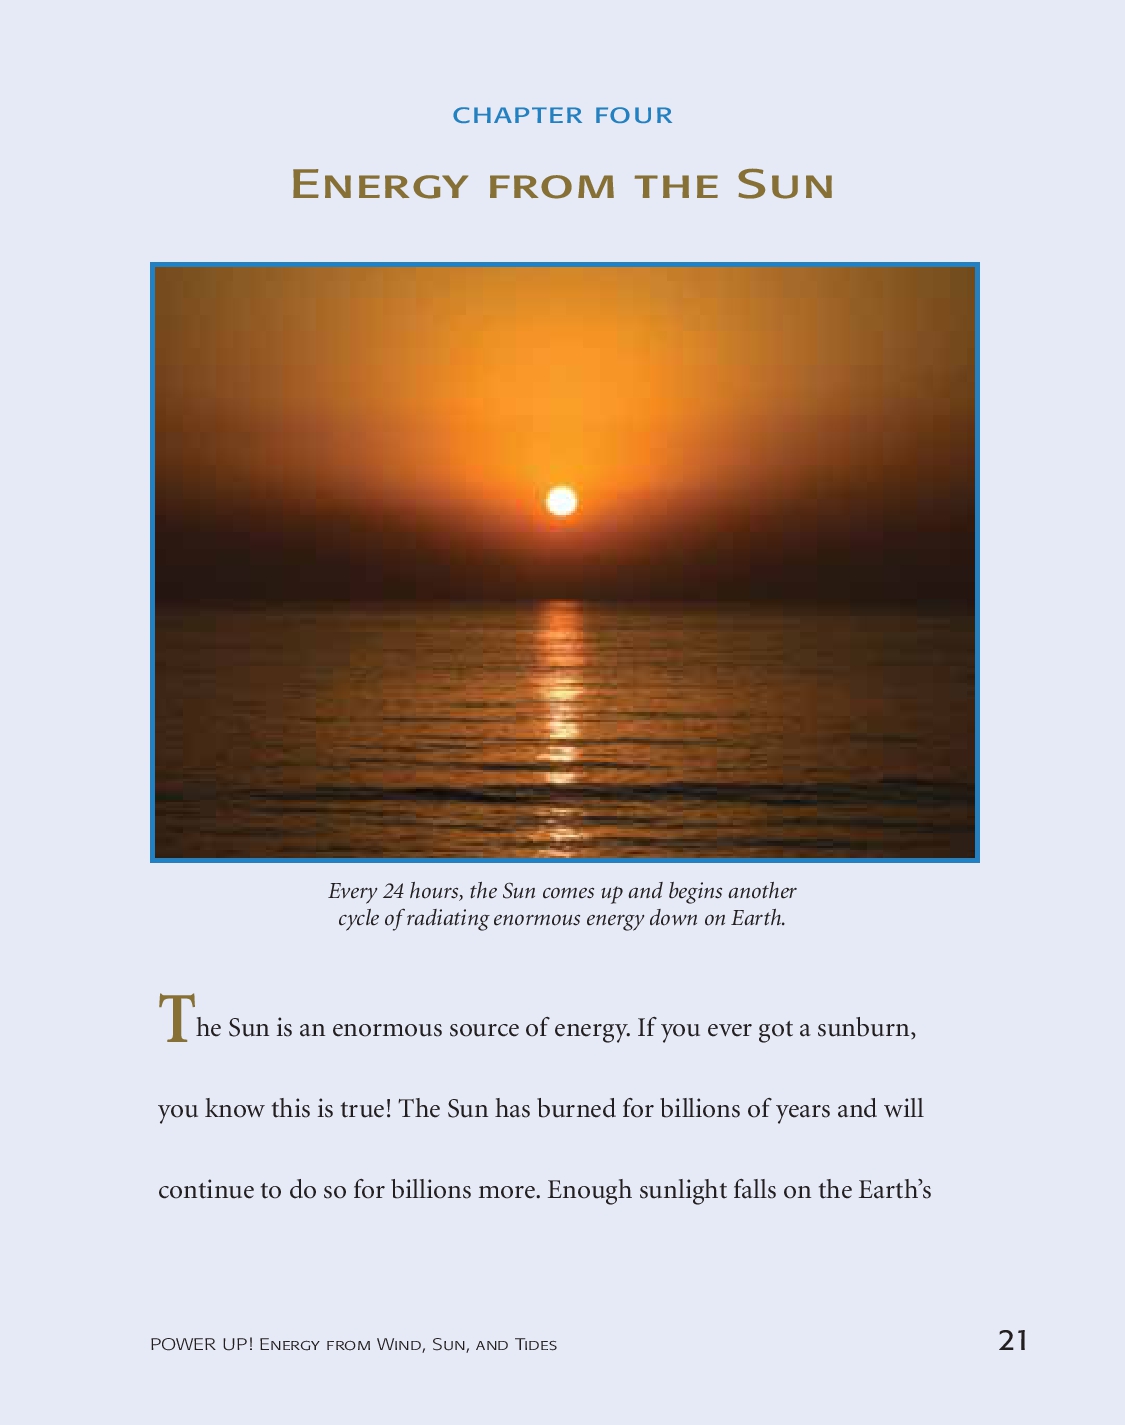 CHAPTER FOUR
Energy from the Sun
Every 24 hours, the Sun comes up and begins another
cycle of radiating enormous energy down on Earth.
The Sun is an enormous source of energy. If you ever got a sunburn,
you know this is true! The Sun has burned for billions of years and will
continue to do so for billions more. Enough sunlight falls on the Earth’s
POWER UP! Energy from Wind, Sun, and Tides
21